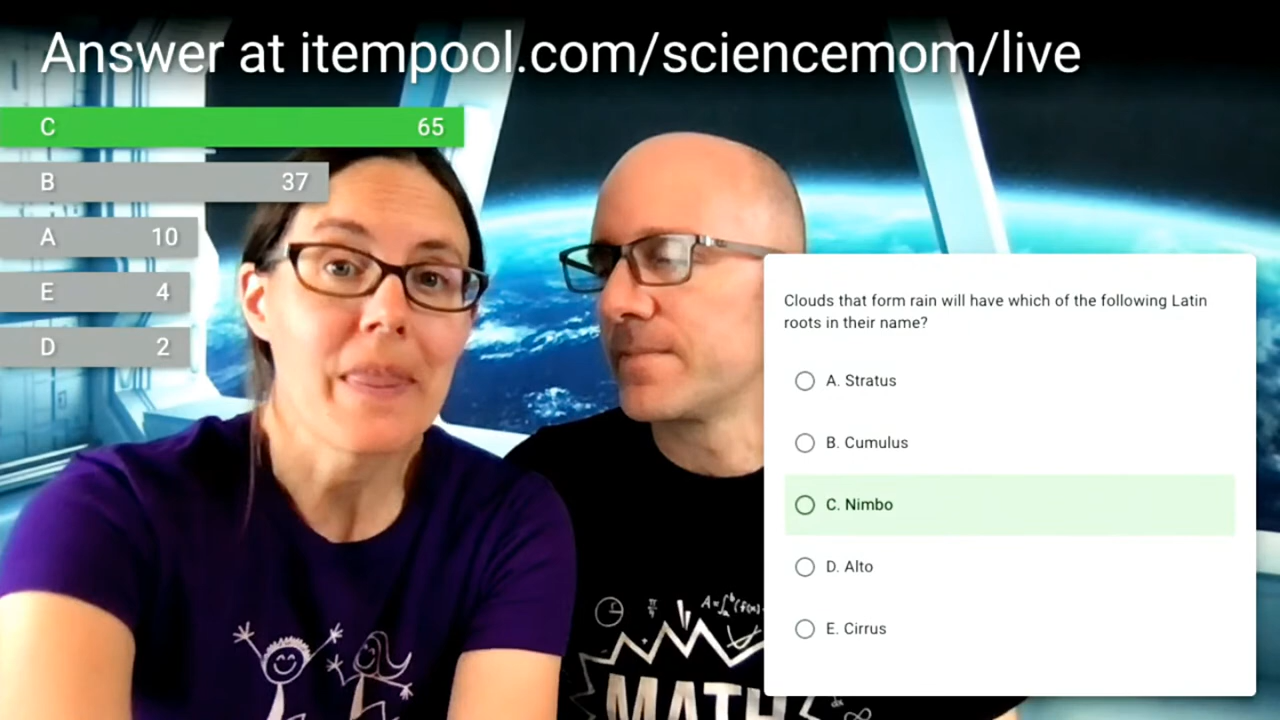 Answer at itempool.com/sciencemom/live
C 65
B 37
A 10
E 4
D 2
Clouds that form rain will have which of the following Latin
roots in their name?
A. Stratus
B. Cumulus
C. Nimbo
D. Alto
E. Cirrus
MATH